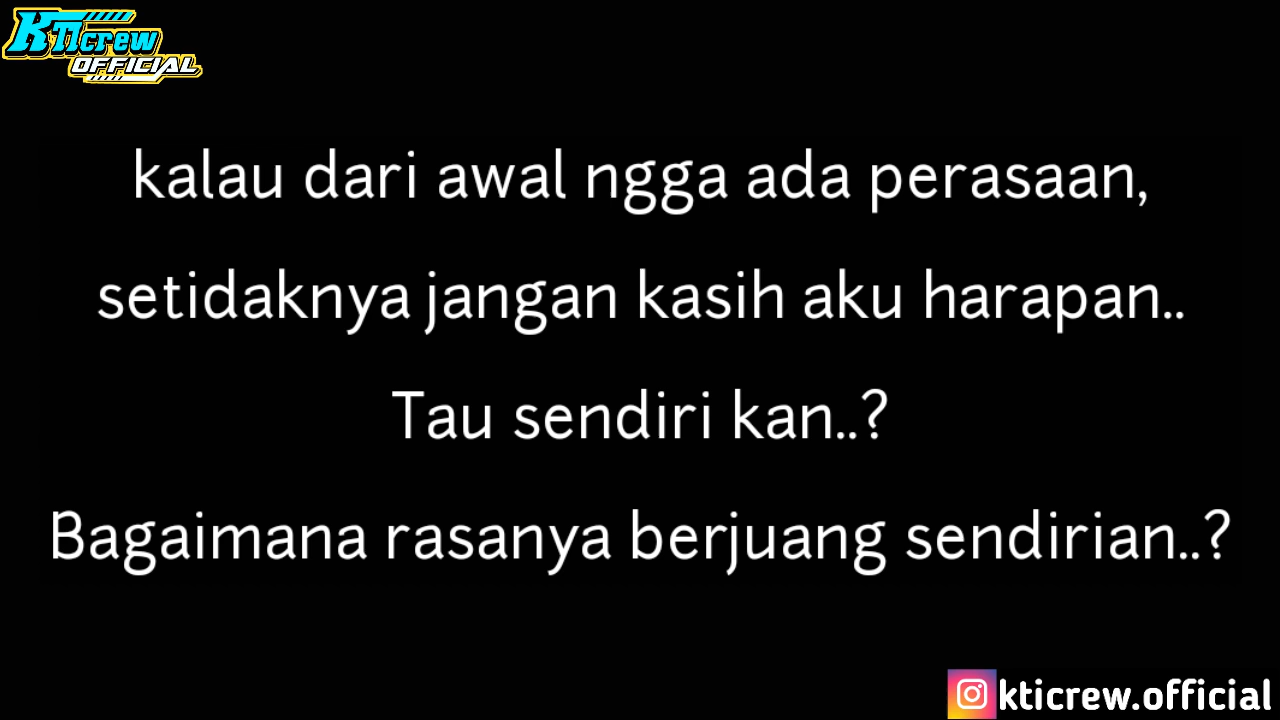 KTIcrew
OFFICIAL
kalau dari awal ngga ada perasaan,
setidaknya jangan kasih aku harapan..
Tau sendiri kan..?
Bagaimana rasanya berjuang sendirian..?
kticrew.official